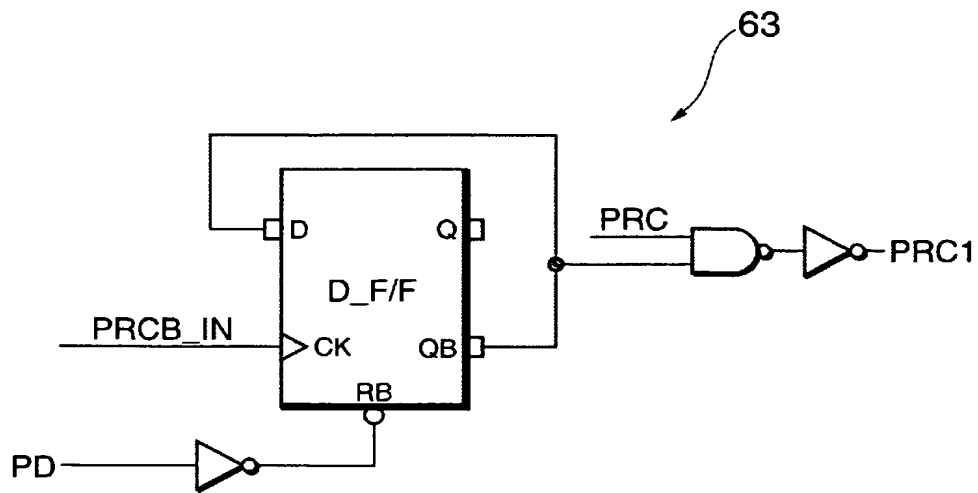 63
D
Q
PRC
PRC1
D_F/F
PRCB_IN
CK
QB
RB
PD